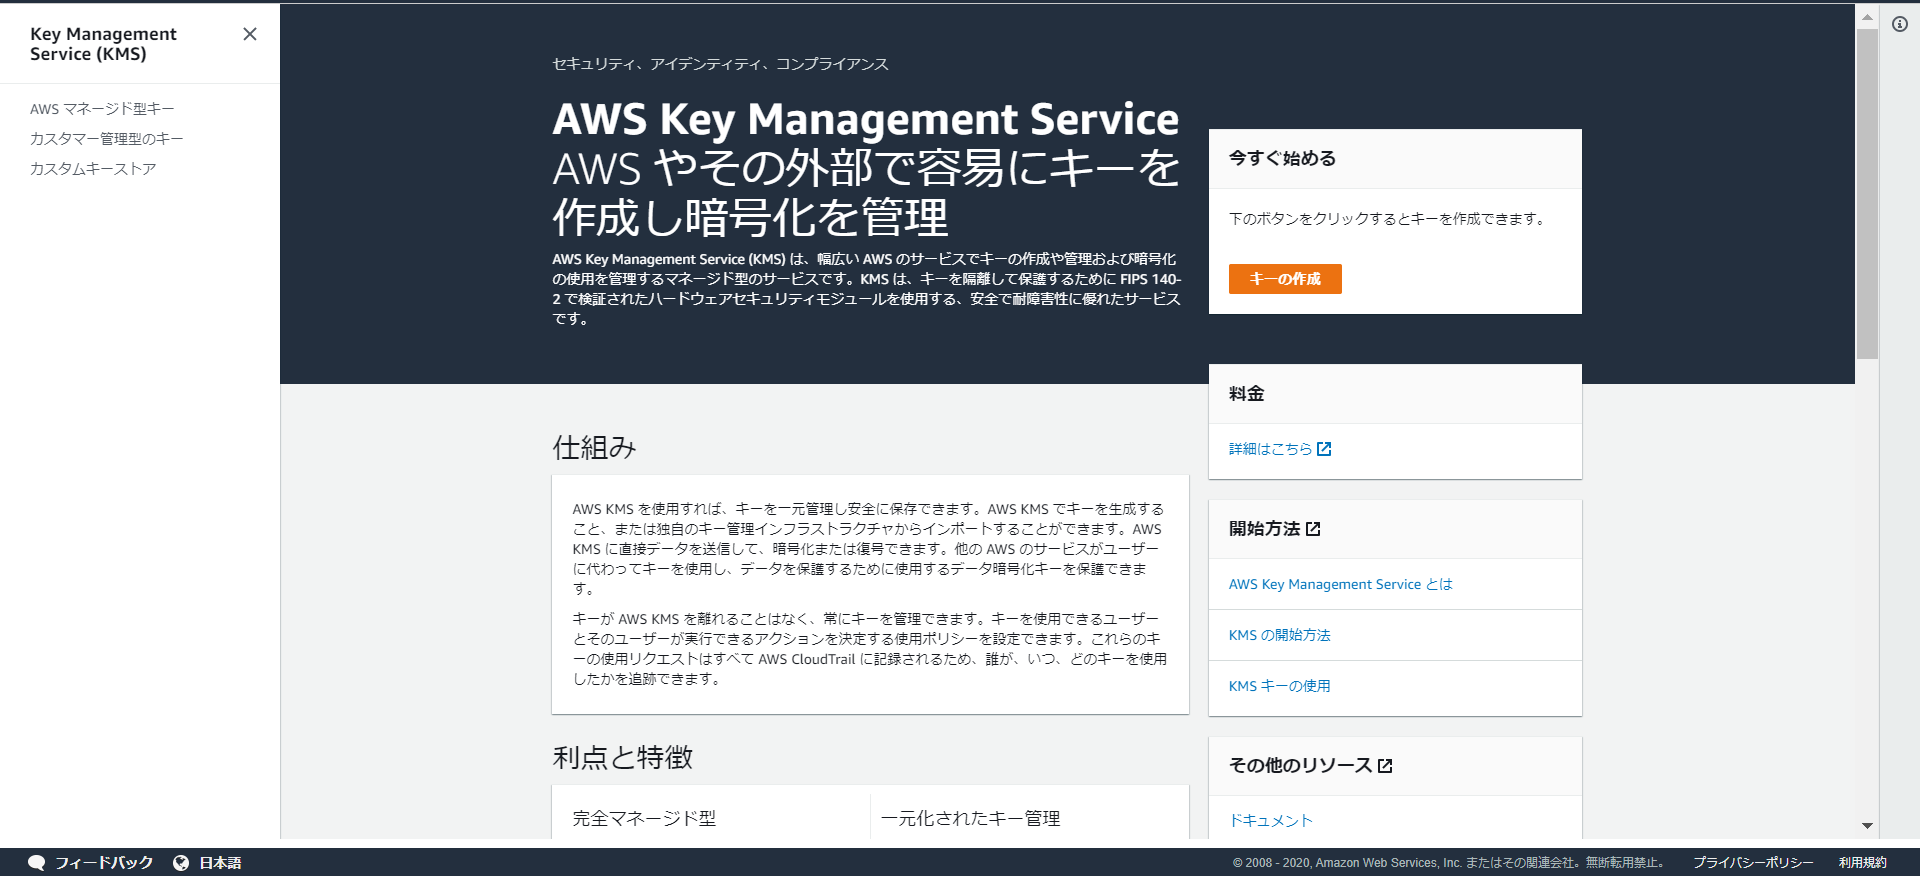 Key Management
Service (KMS)
AWS マネージド型キー
カスタマー管理型のキー
カスタムキーストア
セキュリティ、アイデンティティ、コンプライアンス
AWS Key Management Service
AWS やその外部で容易にキーを
作成し暗号化を管理
AWS Key Management Service (KMS) は、幅広い AWS のサービスでキーの作成や管理および暗号化
の使用を管理するマネージド型のサービスです。KMS は、キーを隔離して保護するために FIPS 140-
2 で検証されたハードウェアセキュリティモジュールを使用する、安全で耐障害性に優れたサービス
です。
今すぐ始める
下のボタンをクリックするとキーを作成できます。
キーの作成
料金
詳細はこちら
仕組み
AWS KMS を使用すれば、キーを一元管理し安全に保存できます。AWS KMS でキーを生成する
こと、または独自のキー管理インフラストラクチャからインポートすることができます。AWS
KMS に直接データを送信して、暗号化または復号できます。他の AWS のサービスがユーザー
に代わってキーを使用し、データを保護するために使用するデータ暗号化キーを保護できま
す。
キーが AWS KMS を離れることはなく、常にキーを管理できます。キーを使用できるユーザー
とそのユーザーが実行できるアクションを決定する使用ポリシーを設定できます。これらのキ
ーの使用リクエストはすべて AWS CloudTrail に記録されるため、誰が、いつ、どのキーを使用
したかを追跡できます。
開始方法
AWS Key Management Service とは
KMS の開始方法
KMS キーの使用
利点と特徴
完全マネージド型
一元化されたキー管理
その他のリソース
ドキュメント
フィードバック
日本語
© 2008 - 2020, Amazon Web Services, Inc. またはその関連会社。無断転用禁止。
プライバシーポリシー
利用規約